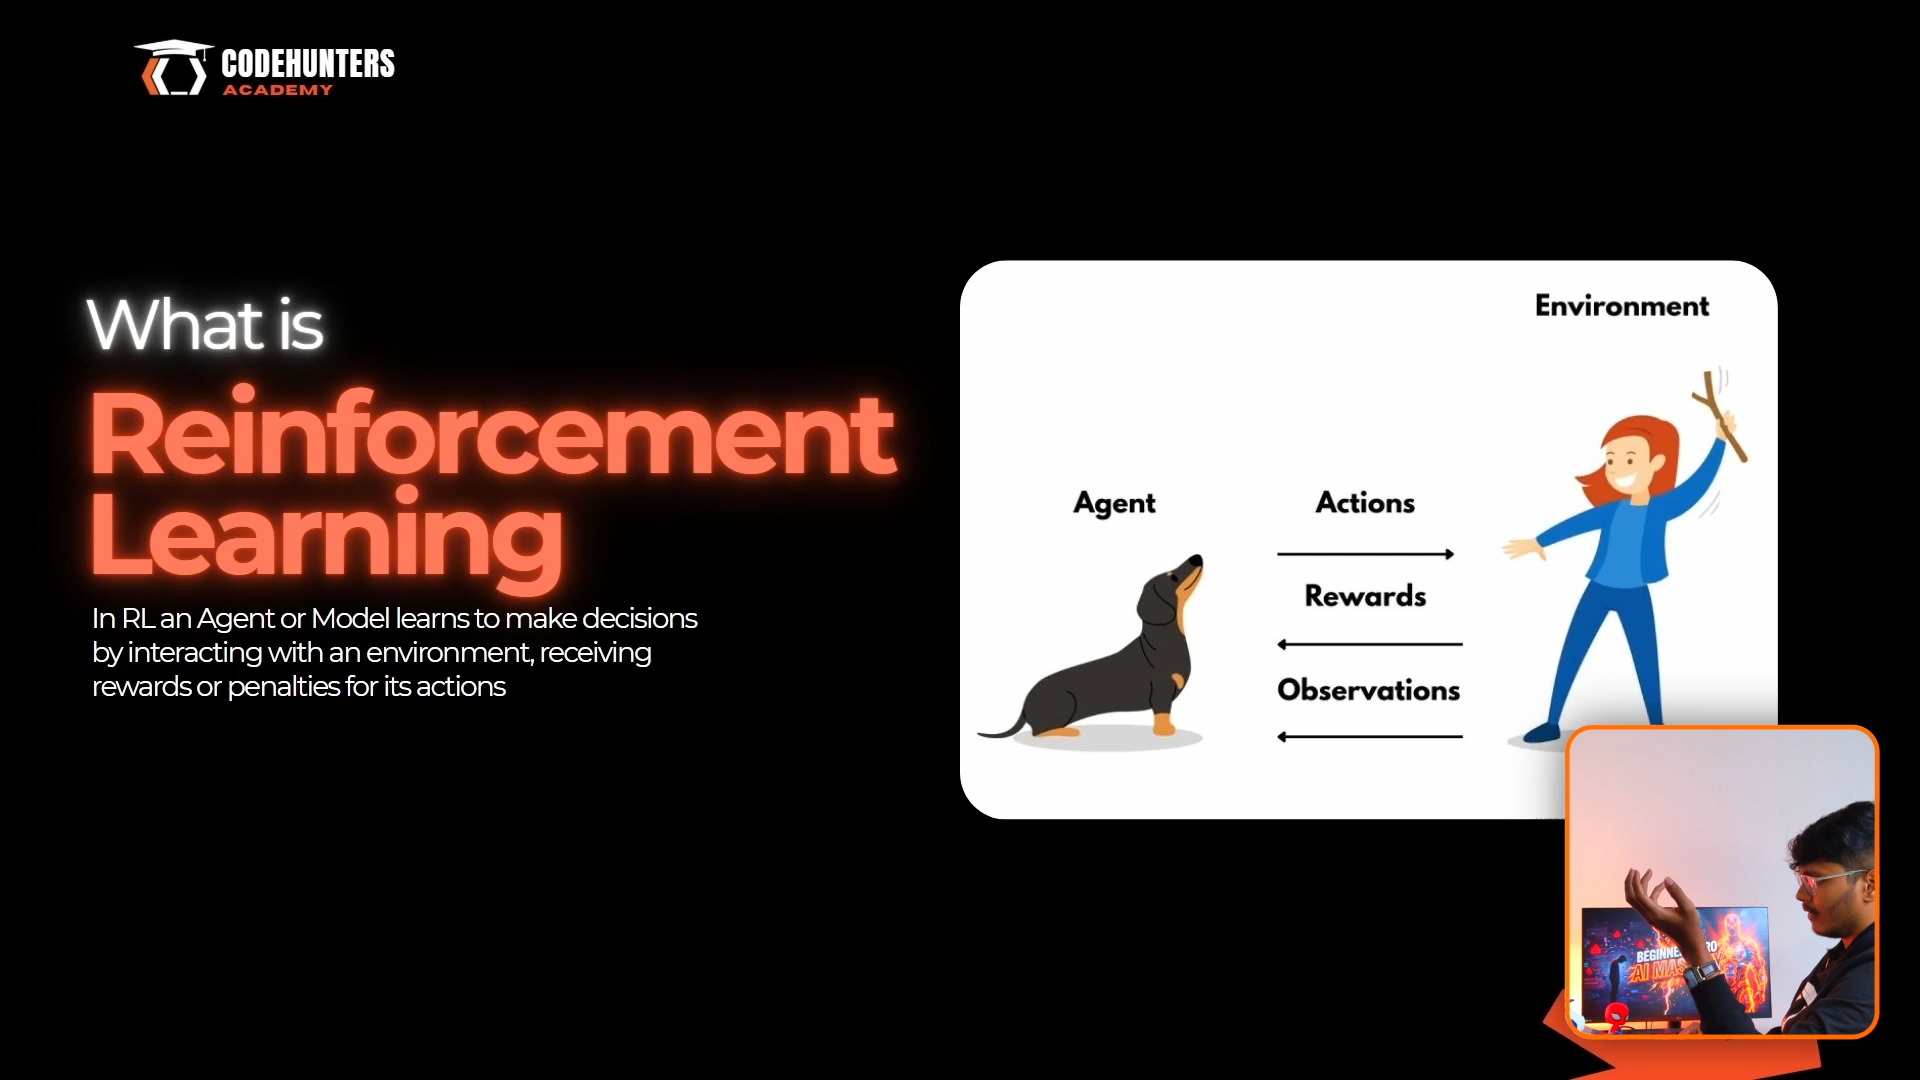 CODEHUNTERS
ACADEMY
What is
Reinforcement
Learning
In RL an Agent or Model learns to make decisions
by interacting with an environment, receiving
rewards or penalties for its actions
Environment
Agent
Actions
Rewards
Observations
AI